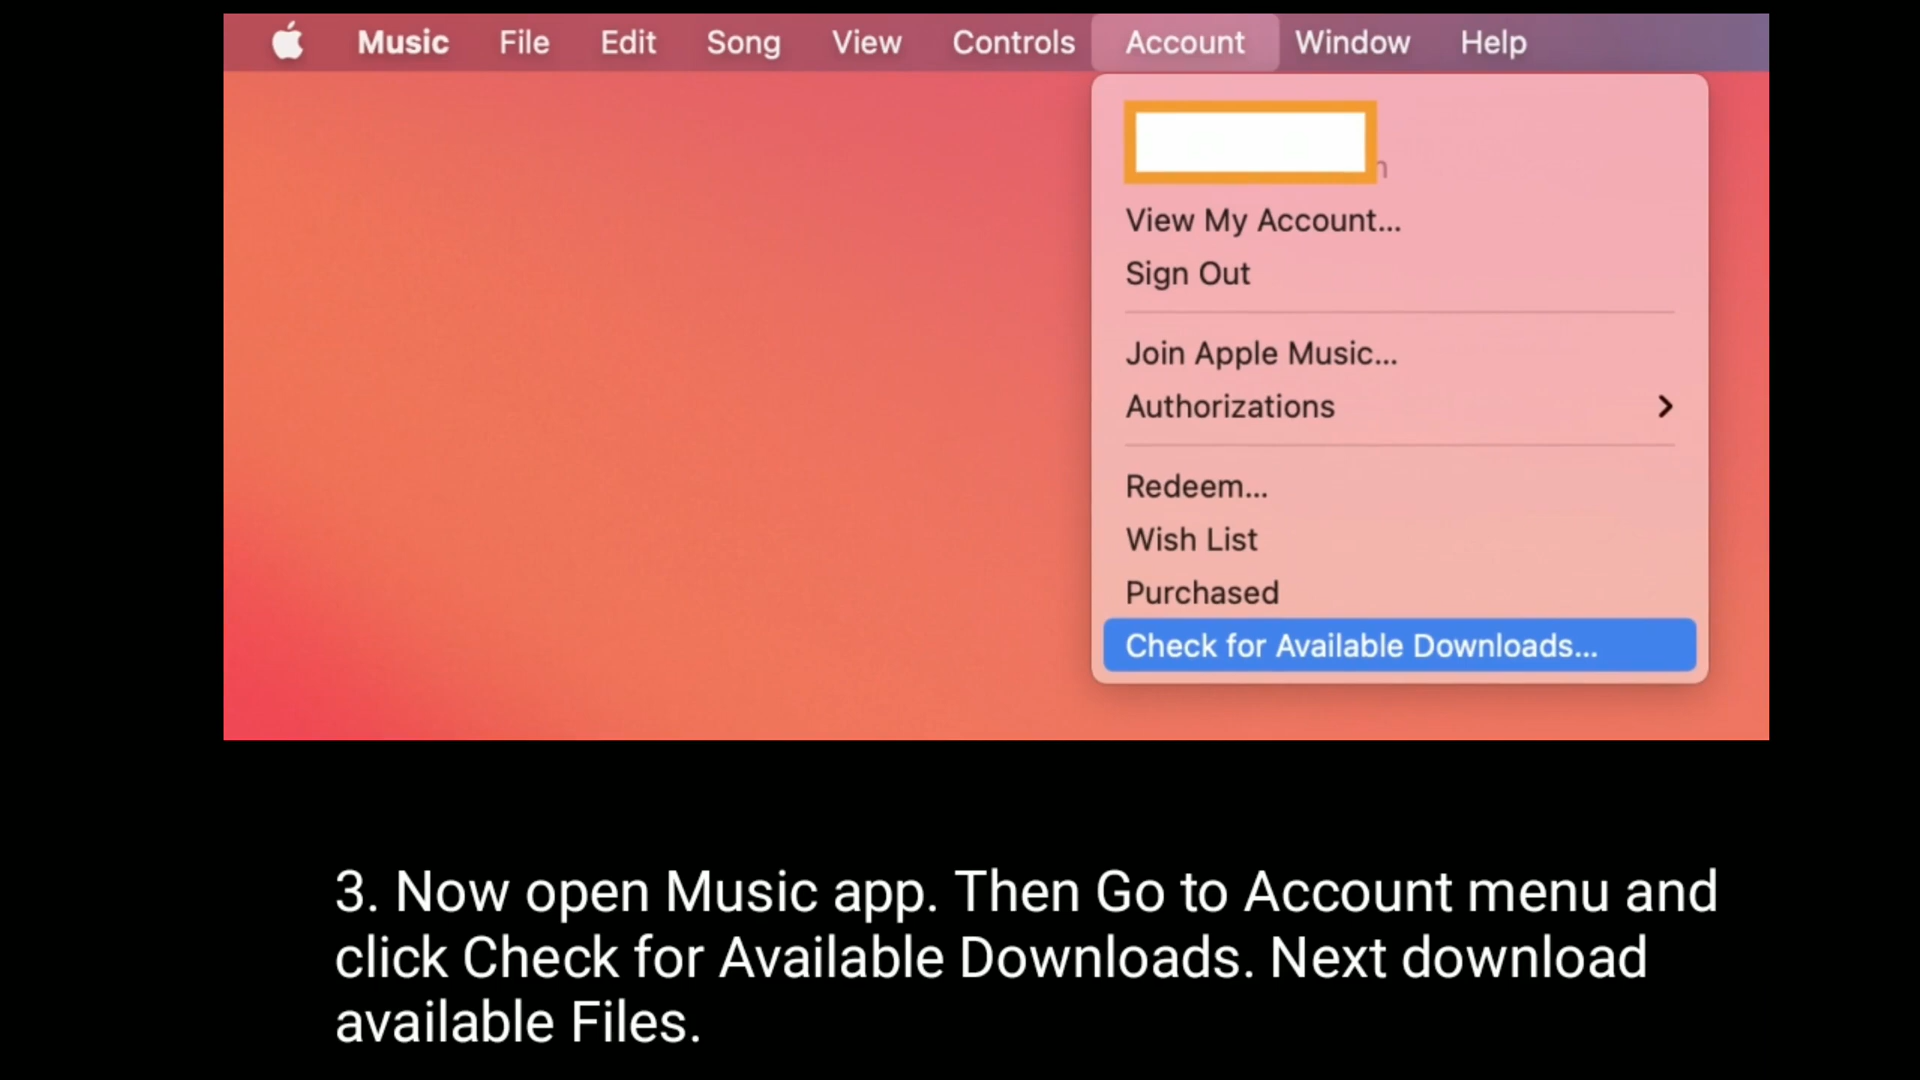 Music File Edit Song View Controls Account Window Help
View My Account...
Sign Out
Join Apple Music...
Authorizations
Redeem...
Wish List
Purchased
Check for Available Downloads...
3. Now open Music app. Then Go to Account menu and
click Check for Available Downloads. Next download
available Files.